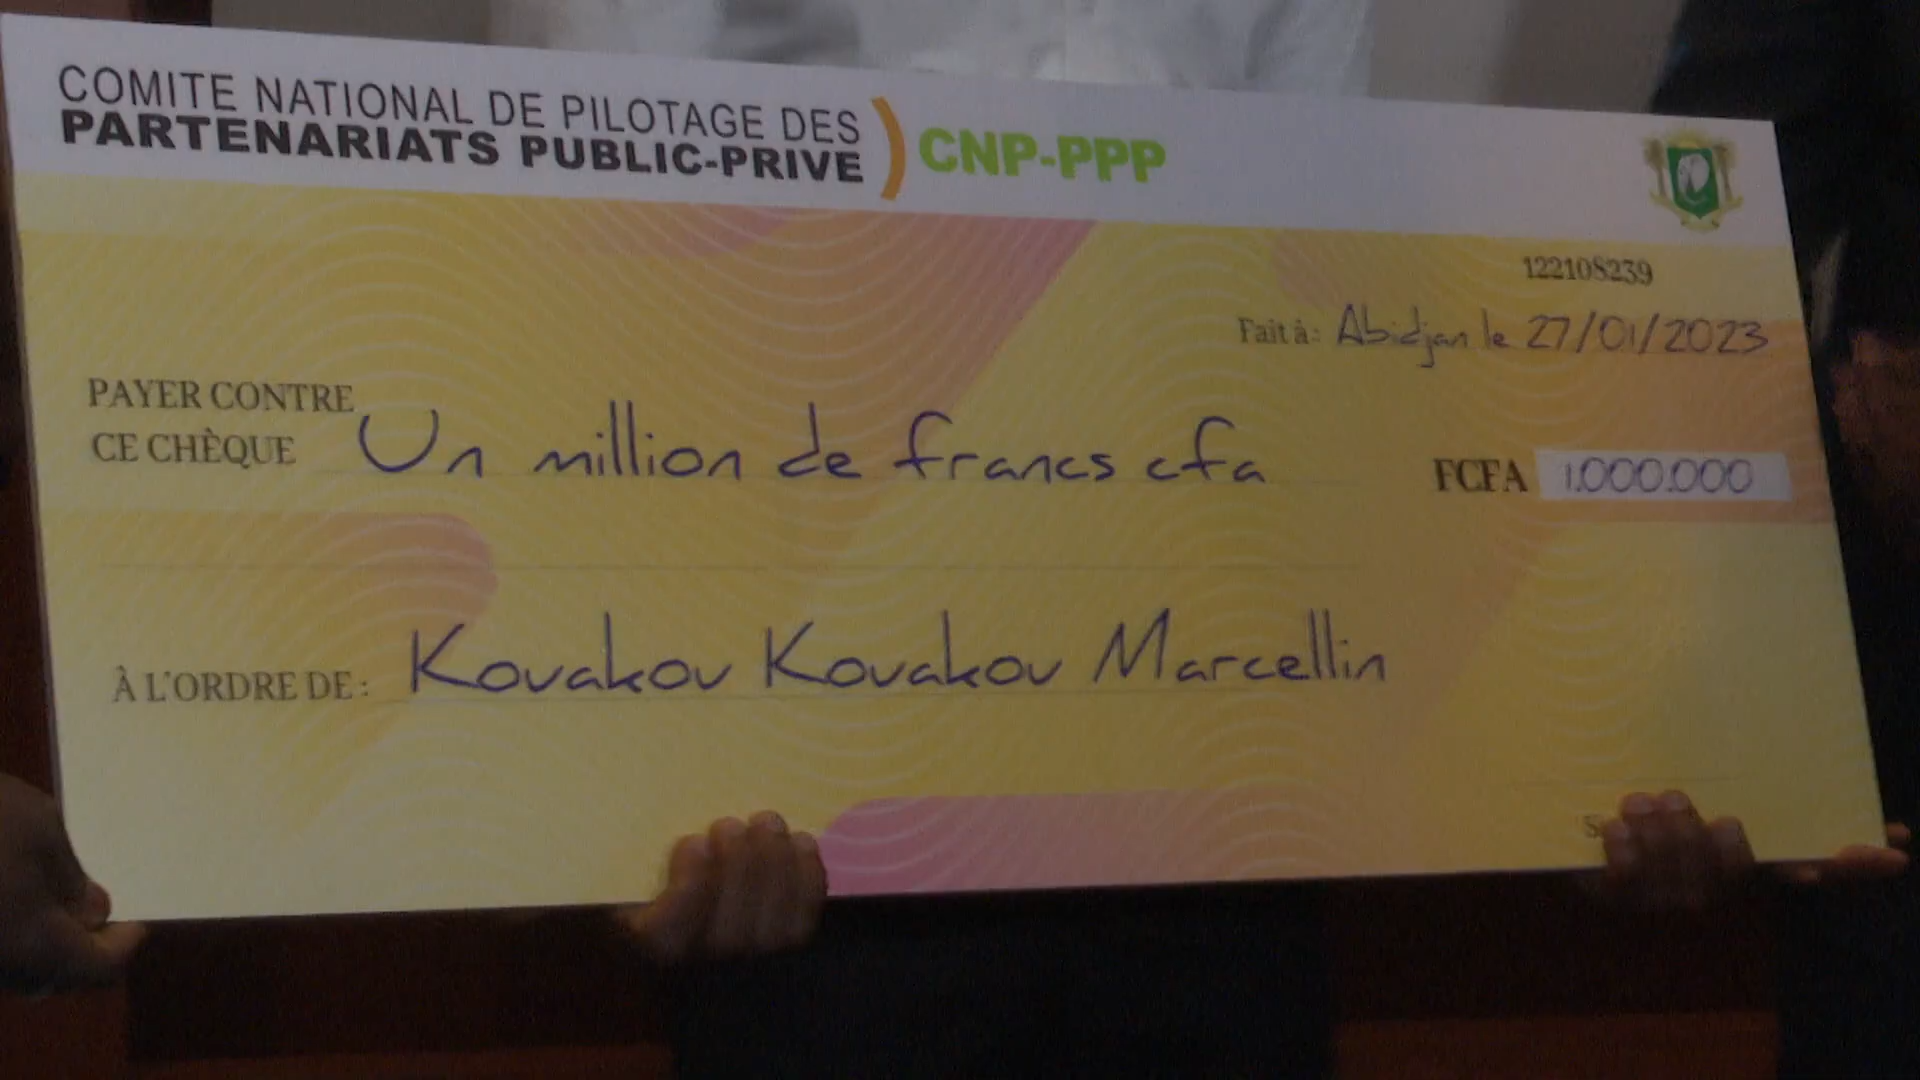 COMITE NATIONAL DE PILOTAGE DES
PARTENARIATS PUBLIC-PRIVE
CNP-PPP
122108239
Fait à : Abidjan le 27/01/2023
PAYER CONTRE
CE CHÈQUE
Un million de francs cfa
FCFA 1.000.000
À L'ORDRE DE : Kouakou Kouakou Marcellin